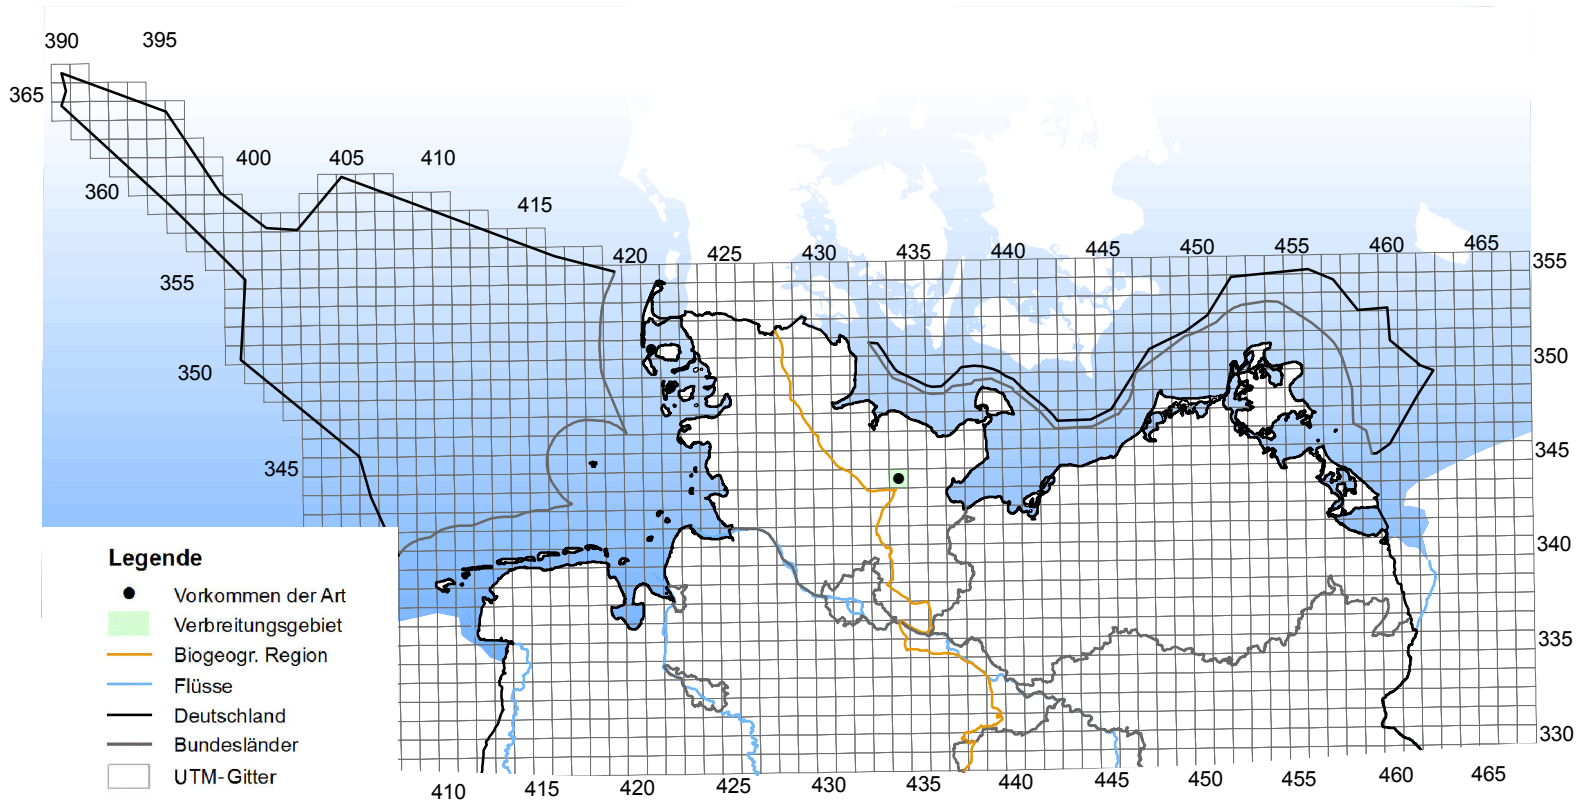 390 395
365
400 405 410
360
415
420 425 430 435 440 445 450 455 460 465
355 355
350 350
345 345
340
335
330
Legende
Vorkommen der Art
Verbreitungsgebiet
Biogeogr. Region
Flüsse
Deutschland
Bundesländer
UTM-Gitter
410 415 420 425 430 435 440 445 450 455 460 465